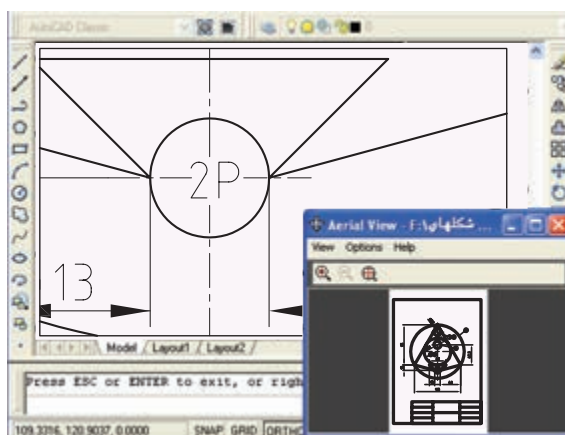 AutoCAD Classic
2P
13
Aerial View - F:\شکلهای ...
View Options Help
Model / Layout1 / Layout2 /
Press ESC or ENTER to exit, or righ
109.3316, 120.9037, 0.0000 SNAP GRID ORTHO